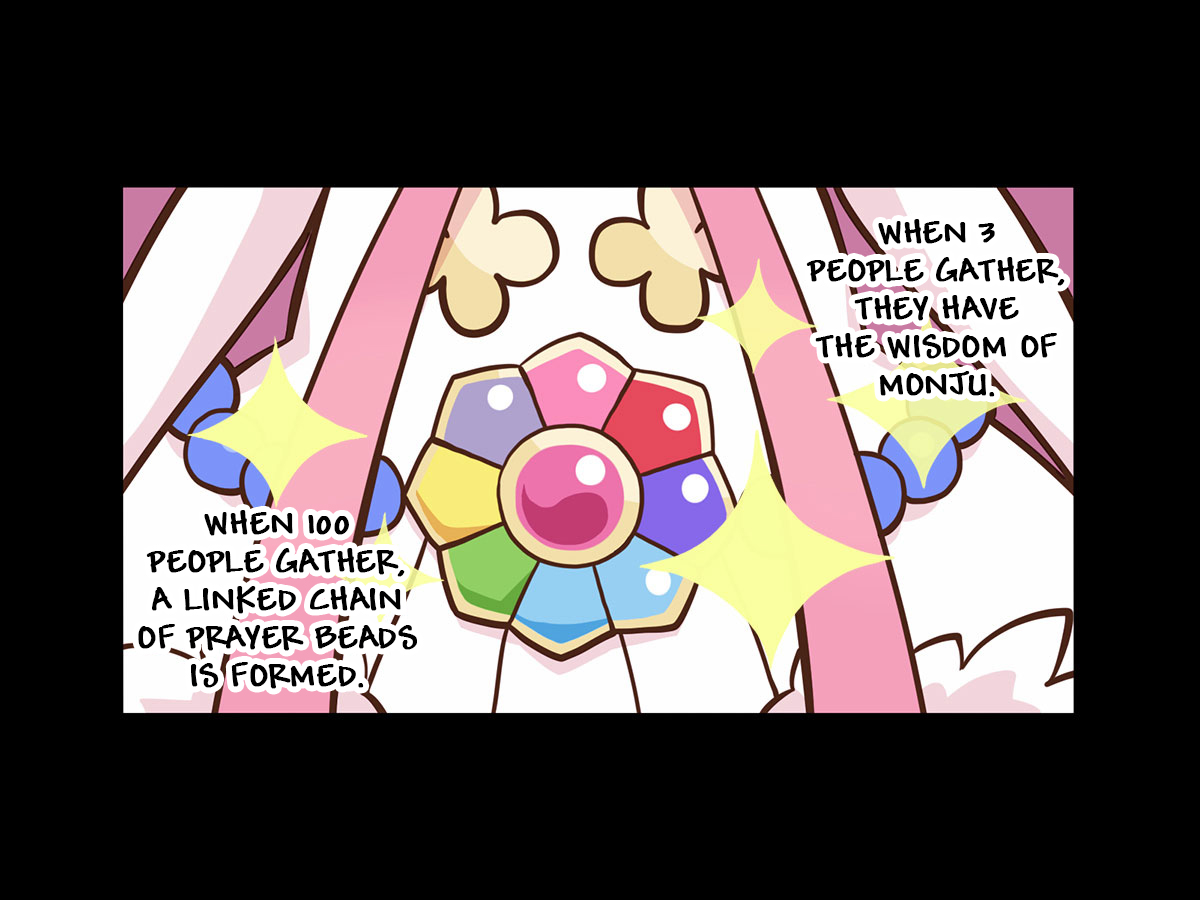 WHEN 3
PEOPLE GATHER,
THEY HAVE
THE WISDOM OF
MONJU.
WHEN 100
PEOPLE GATHER,
A LINKED CHAIN
OF PRAYER BEADS
IS FORMED.